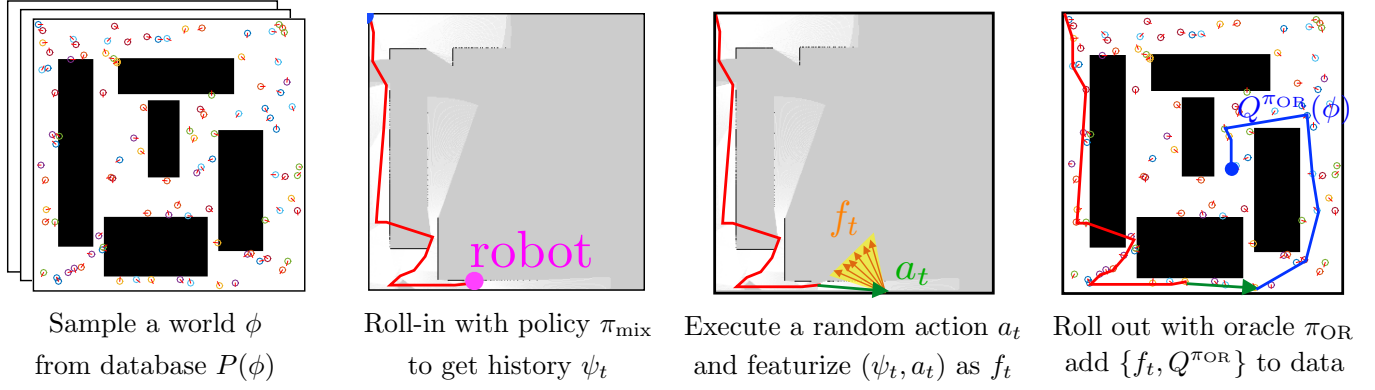 robot
f_t
a_t
Q^{π_OR}(ϕ)
Sample a world ϕ
from database P(ϕ)
Roll-in with policy π_mix
to get history ψ_t
Execute a random action a_t
and featurize (ψ_t, a_t) as f_t
Roll out with oracle π_OR
add {f_t, Q^{π_OR}} to data